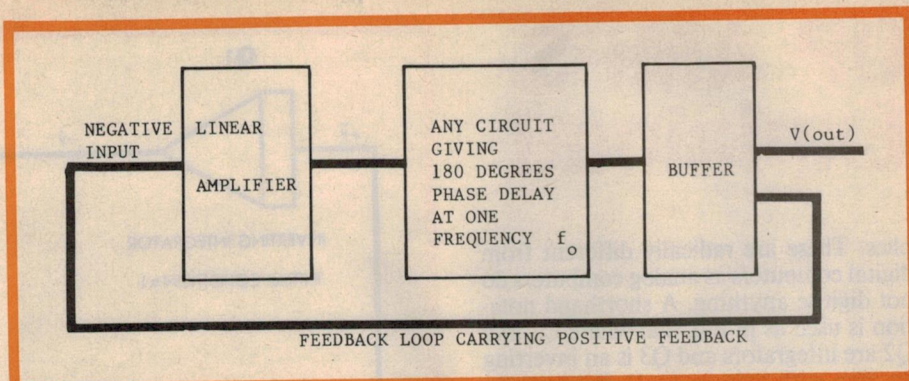 NEGATIVE
INPUT
LINEAR
AMPLIFIER
ANY CIRCUIT
GIVING
180 DEGREES
PHASE DELAY
AT ONE
FREQUENCY fo
BUFFER
V(out)
FEEDBACK LOOP CARRYING POSITIVE FEEDBACK